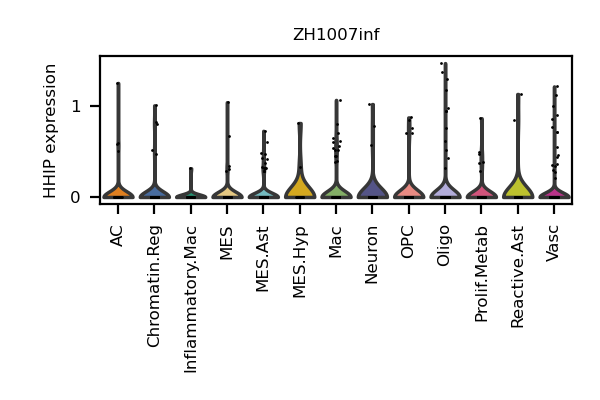 ZH1007inf
HHIP expression
1
0
AC
Chromatin.Reg
Inflammatory.Mac
MES
MES.Ast
MES.Hyp
Mac
Neuron
OPC
Oligo
Prolif.Metab
Reactive.Ast
Vasc